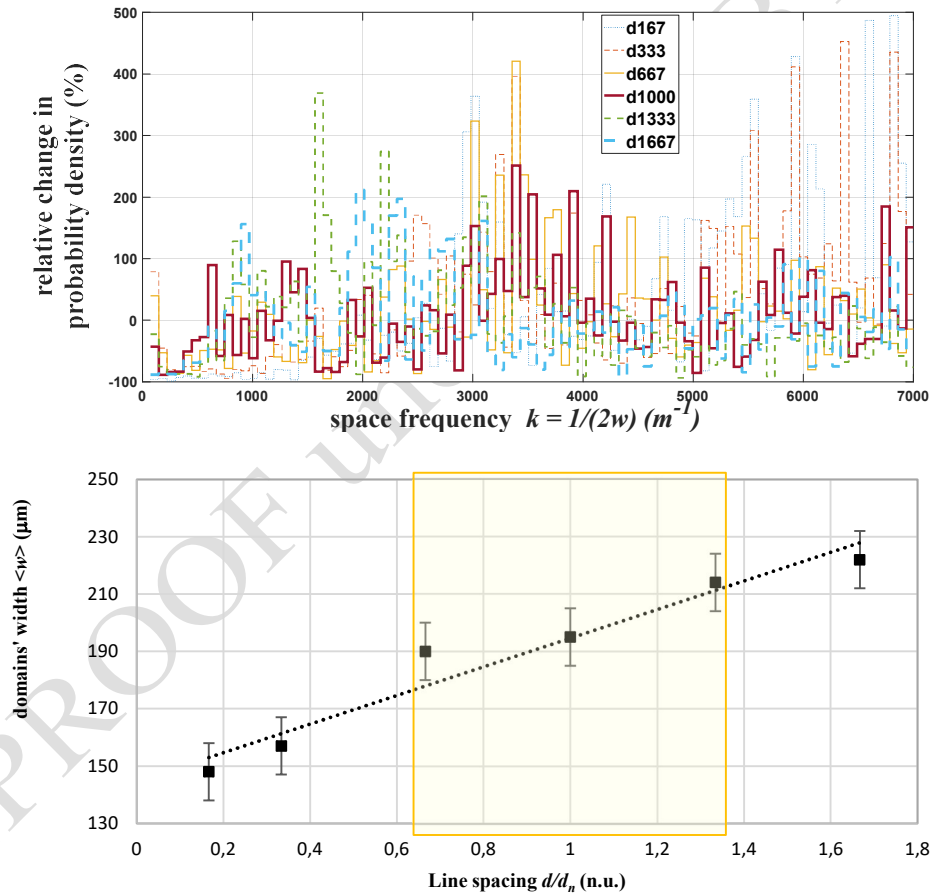 500
400
300
200
100
0
-100
relative change in
probability density (%)
d167
d333
d667
d1000
d1333
d1667
0 1000 2000 3000 4000 5000 6000 7000
space frequency k = 1/(2w) (m⁻¹)
250
230
210
190
170
150
130
domains' width <w> (μm)
0 0,2 0,4 0,6 0,8 1 1,2 1,4 1,6 1,8
Line spacing d/dₙ (n.u.)
PROOF